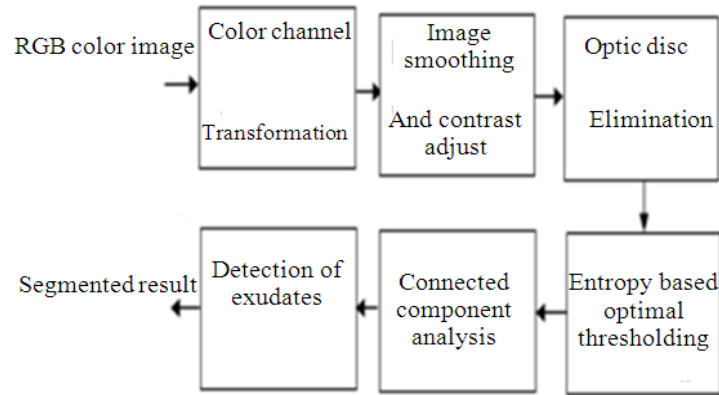 RGB color image
Color channel
Transformation
Image
smoothing
And contrast
adjust
Optic disc
Elimination
Entropy based
optimal
thresholding
Connected
component
analysis
Detection of
exudates
Segmented result